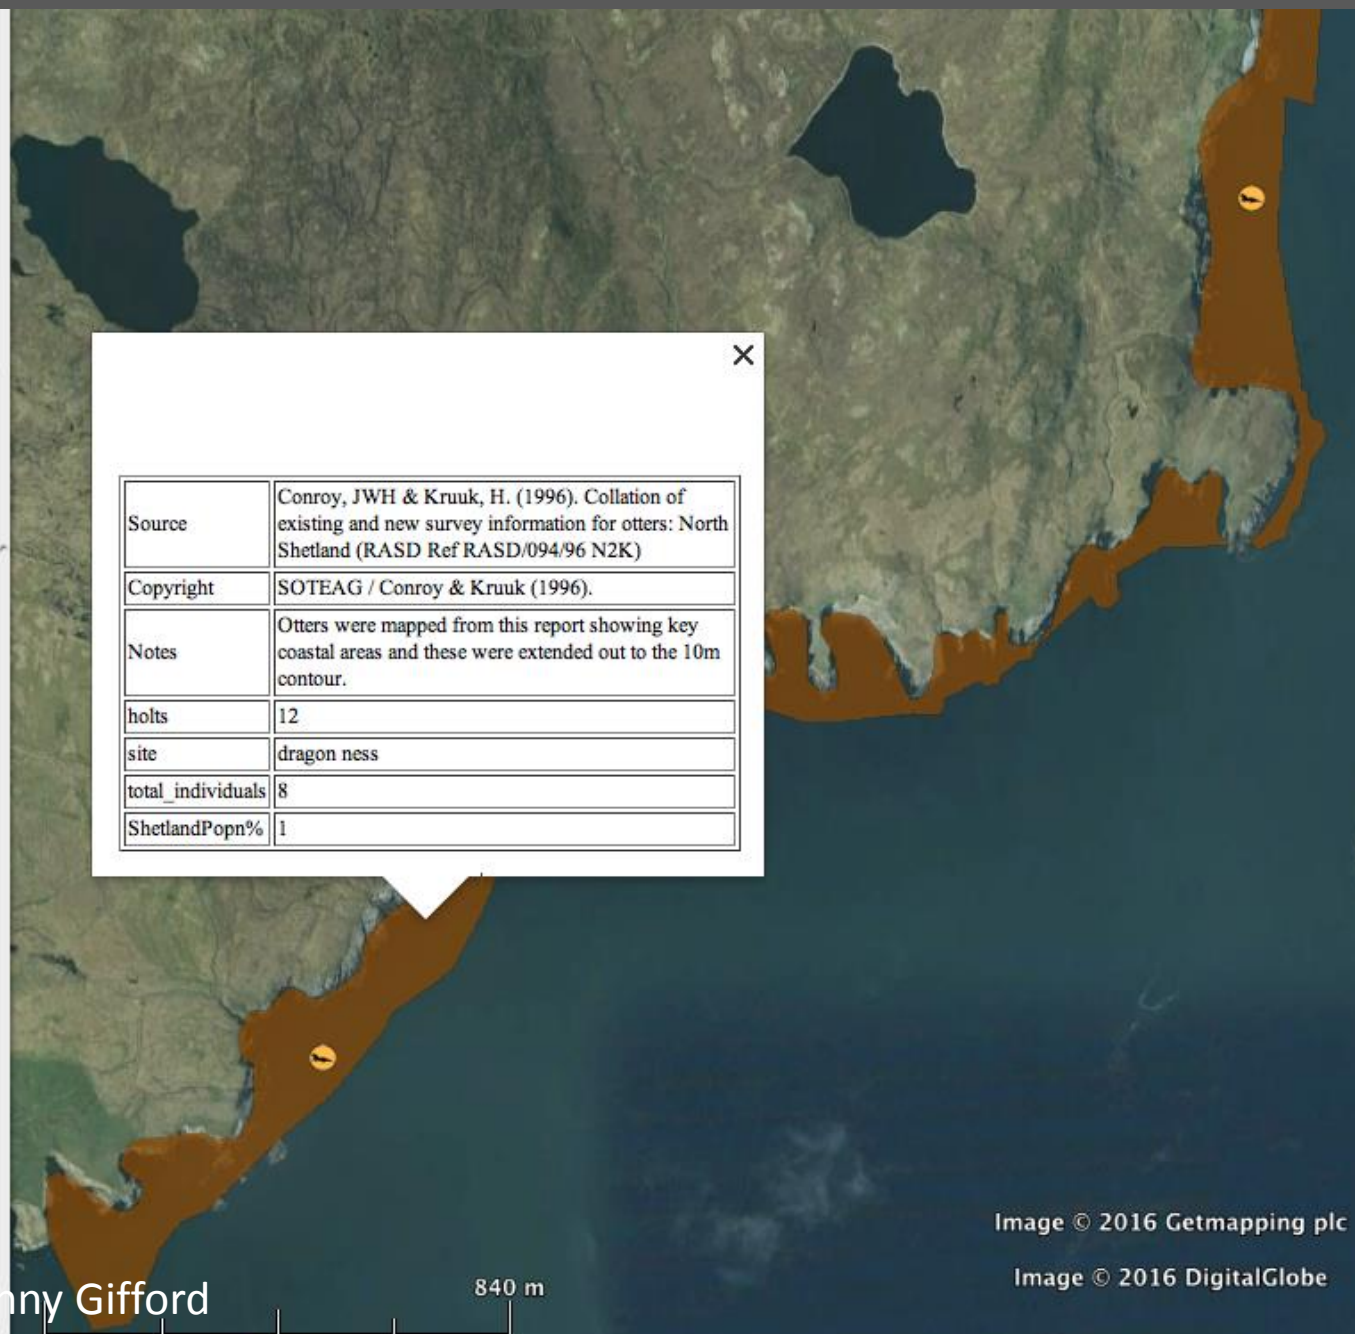 Source
Conroy, JWH & Kruuk, H. (1996). Collation of
existing and new survey information for otters: North
Shetland (RASD Ref RASD/094/96 N2K)
Copyright
SOTEAG / Conroy & Kruuk (1996).
Notes
Otters were mapped from this report showing key
coastal areas and these were extended out to the 10m
contour.
holts
12
site
dragon ness
total_individuals
8
ShetlandPopn%
1
Image © 2016 Getmapping plc
Image © 2016 DigitalGlobe
840 m
Gifford